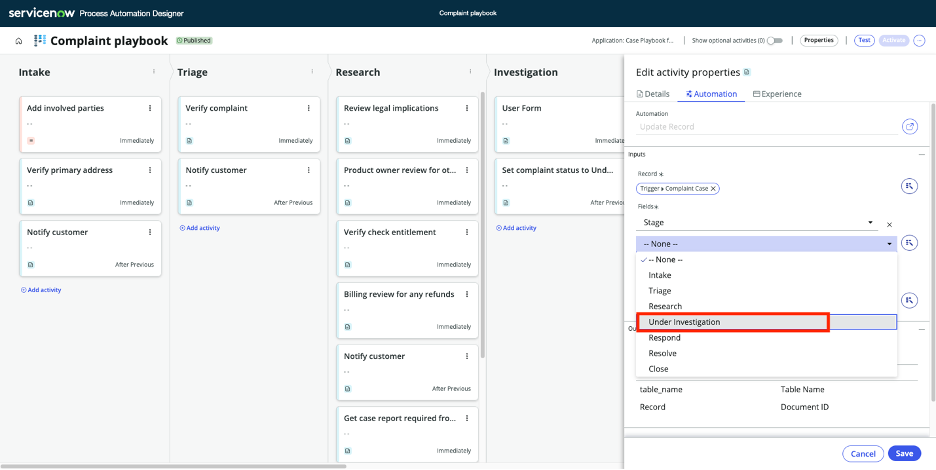 servicenow Process Automation Designer
Complaint playbook
Complaint playbook
Published
Application: Case Playbook f...
Show optional activities (0)
Properties
Test
Activate
Intake
Add involved parties
- -
Immediately
Verify primary address
- -
Immediately
Notify customer
- -
After Previous
Add activity
Triage
Verify complaint
- -
Immediately
Notify customer
- -
After Previous
Add activity
Research
Review legal implications
- -
Immediately
Product owner review for ot...
- -
Immediately
Verify check entitlement
- -
Immediately
Billing review for any refunds
- -
Immediately
Notify customer
- -
After Previous
Get case report required fro...
- -
Immediately
Investigation
User Form
- -
Immedia
Set complaint status to Und...
- -
After Previo
Add activity
Edit activity properties
Details
Automation
Experience
Automation
Update Record
Inputs
Record
Trigger ▸ Complaint Case ✕
Fields
Stage
-- None --
✓ -- None --
Intake
Triage
Research
Under Investigation
Respond
Resolve
Close
Ou
table_name Table Name
Record Document ID
Cancel
Save